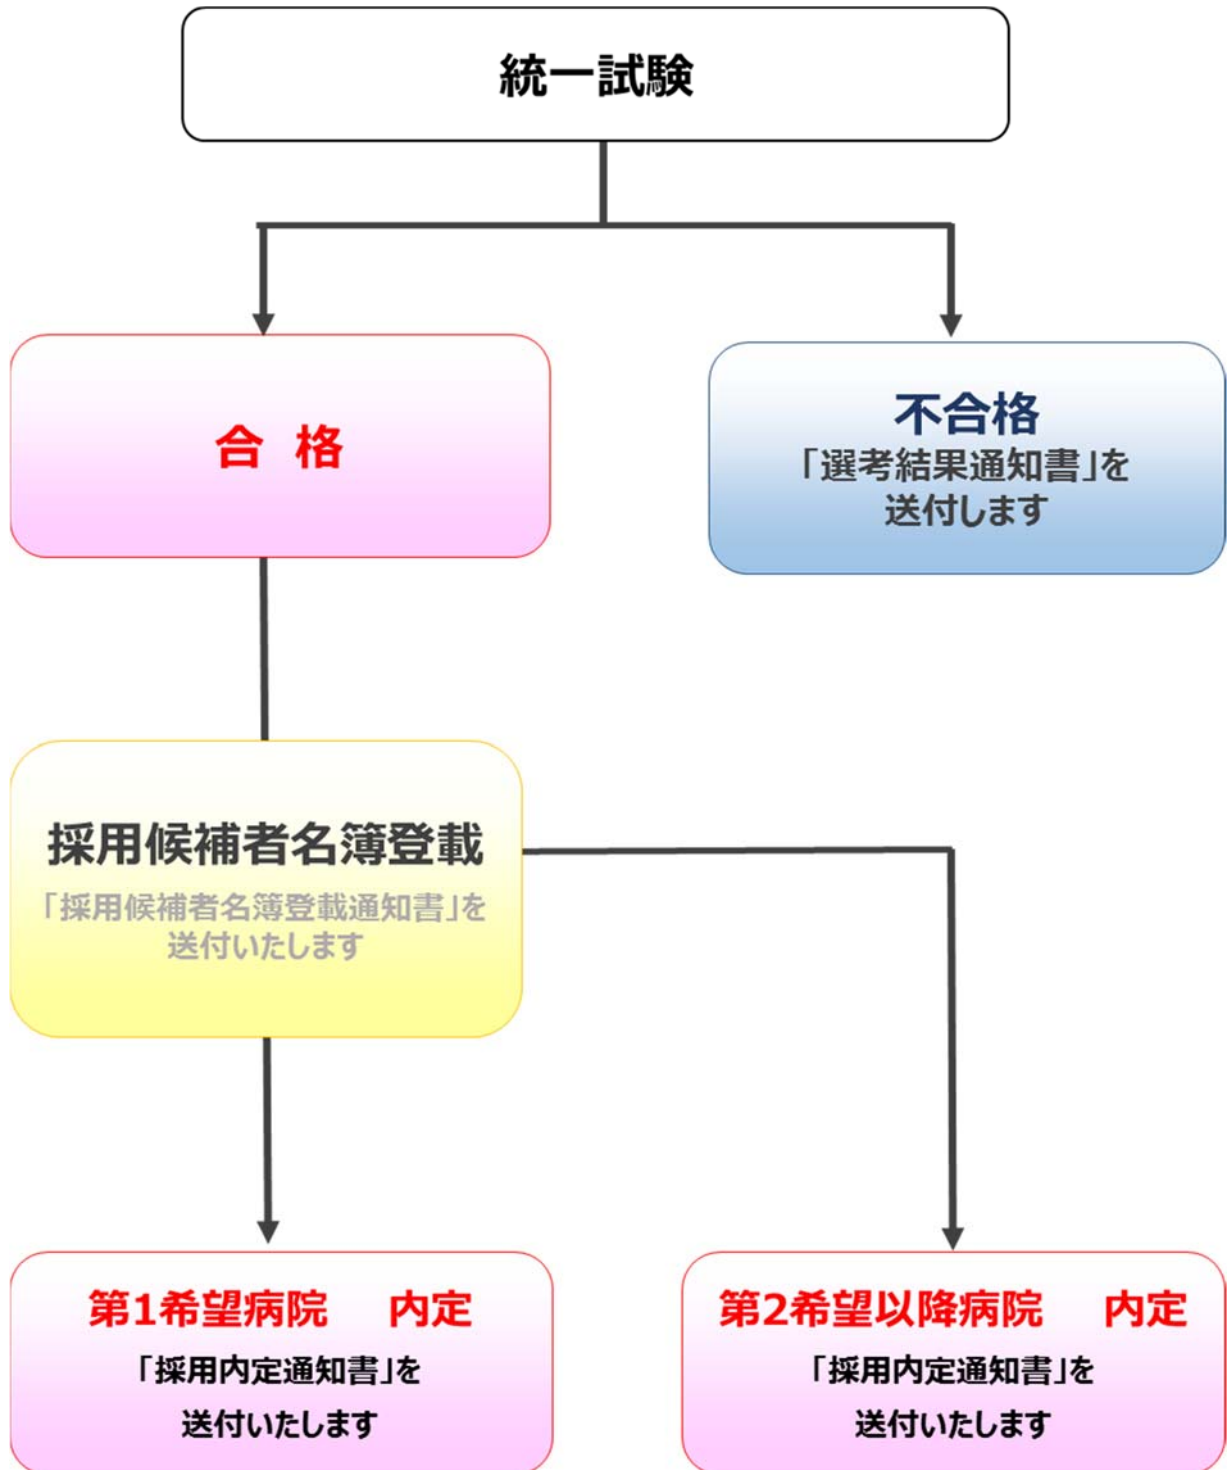 統一試験
合 格
不合格
「選考結果通知書」を
送付します
採用候補者名簿登載
「採用候補者名簿登載通知書」を
送付いたします
第1希望病院 内定
「採用内定通知書」を
送付いたします
第2希望以降病院 内定
「採用内定通知書」を
送付いたします